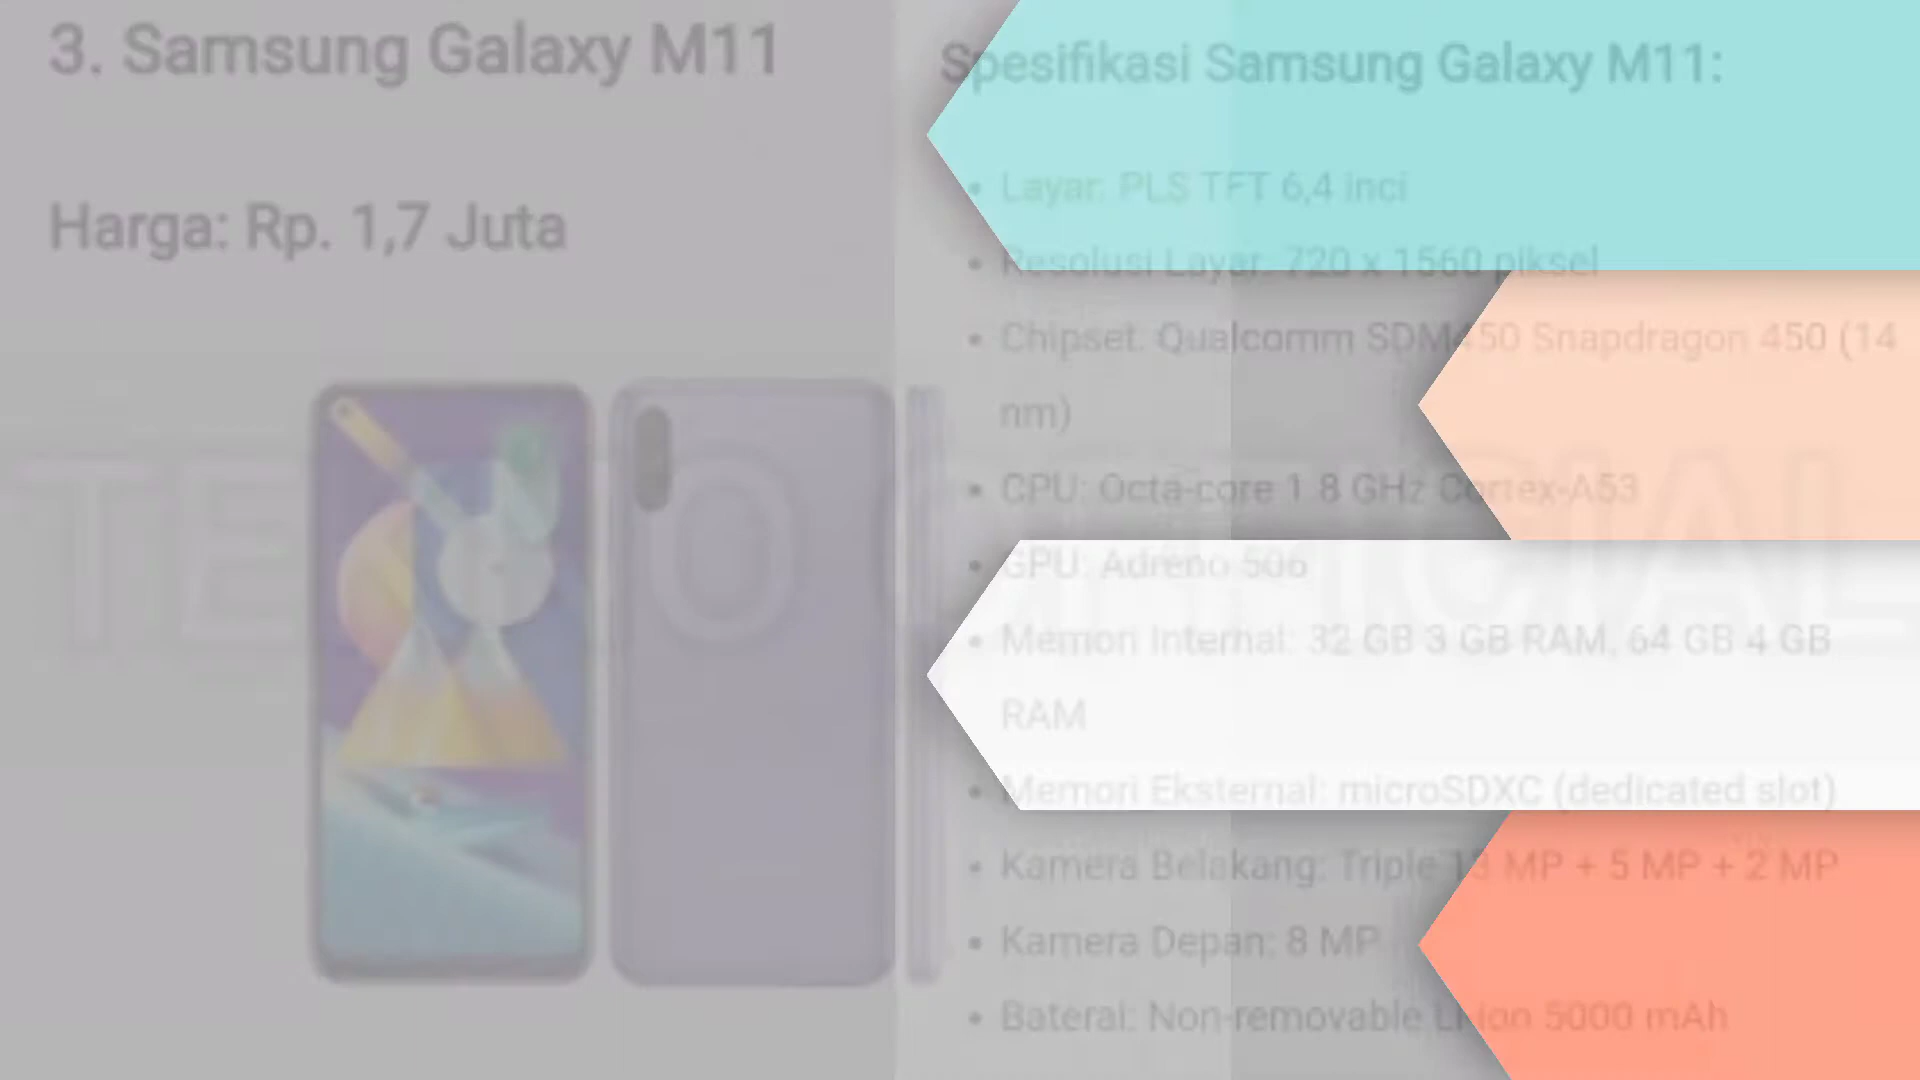 3. Samsung Galaxy M11
Harga: Rp. 1,7 Juta
Spesifikasi Samsung Galaxy M11:
• Layar: PLS TFT 6,4 inci
• Resolusi Layar: 720 x 1560 piksel
• Chipset: Qualcomm SDM450 Snapdragon 450 (14
nm)
• CPU: Octa-core 1.8 GHz Cortex-A53
• GPU: Adreno 506
• Memori Internal: 32 GB 3 GB RAM, 64 GB 4 GB
RAM
• Memori Eksternal: microSDXC (dedicated slot)
• Kamera Belakang: Triple 13 MP + 5 MP + 2 MP
• Kamera Depan: 8 MP
• Baterai: Non-removable Li-Ion 5000 mAh